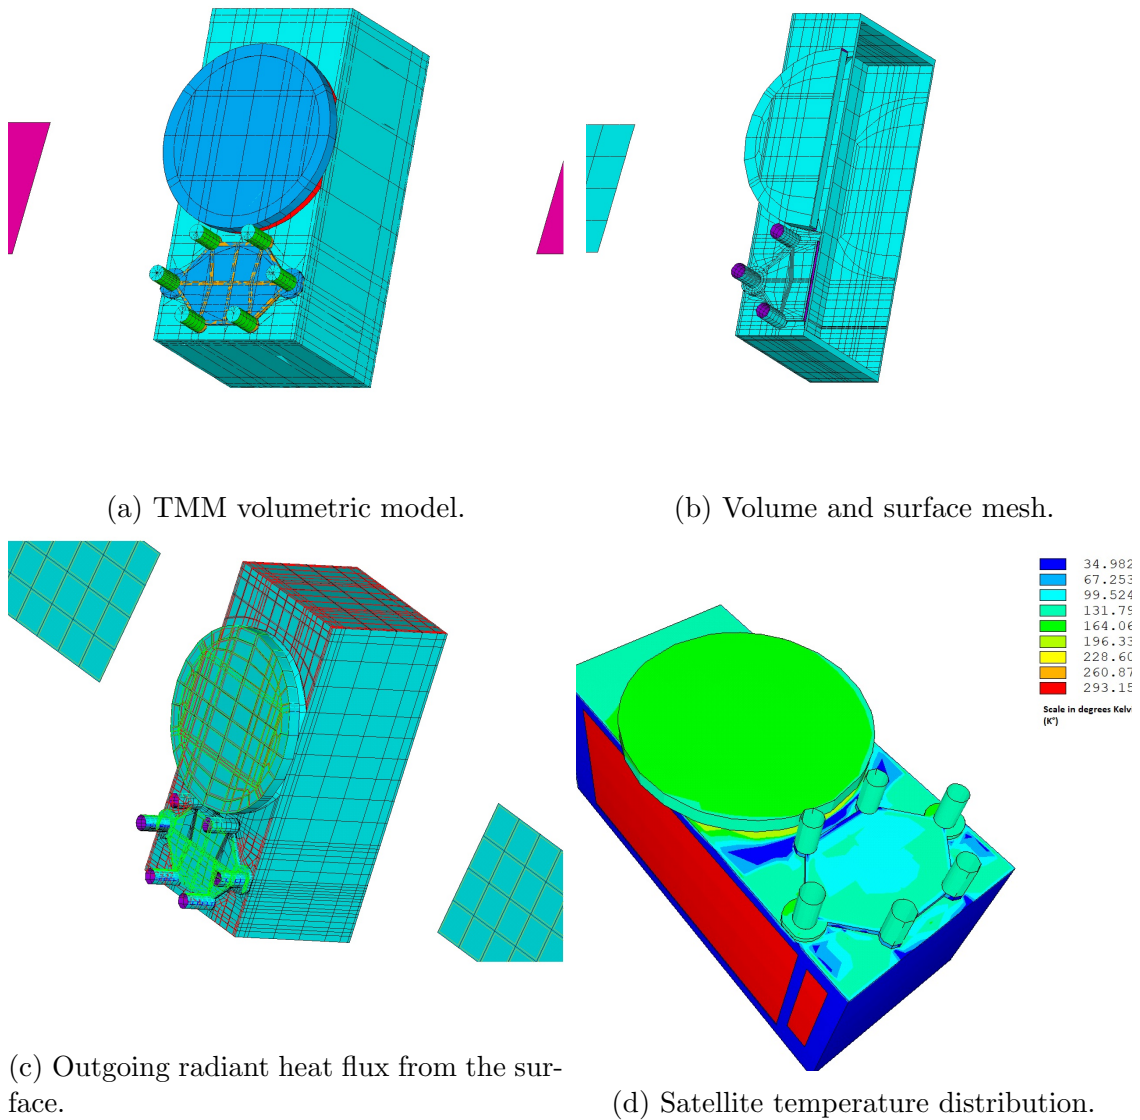 (a) TMM volumetric model.
(b) Volume and surface mesh.
34.982
67.253
99.524
131.79
164.06
196.33
228.60
260.87
293.15
Scale in degrees Kelv
(K°)
(c) Outgoing radiant heat flux from the sur-
face.
(d) Satellite temperature distribution.